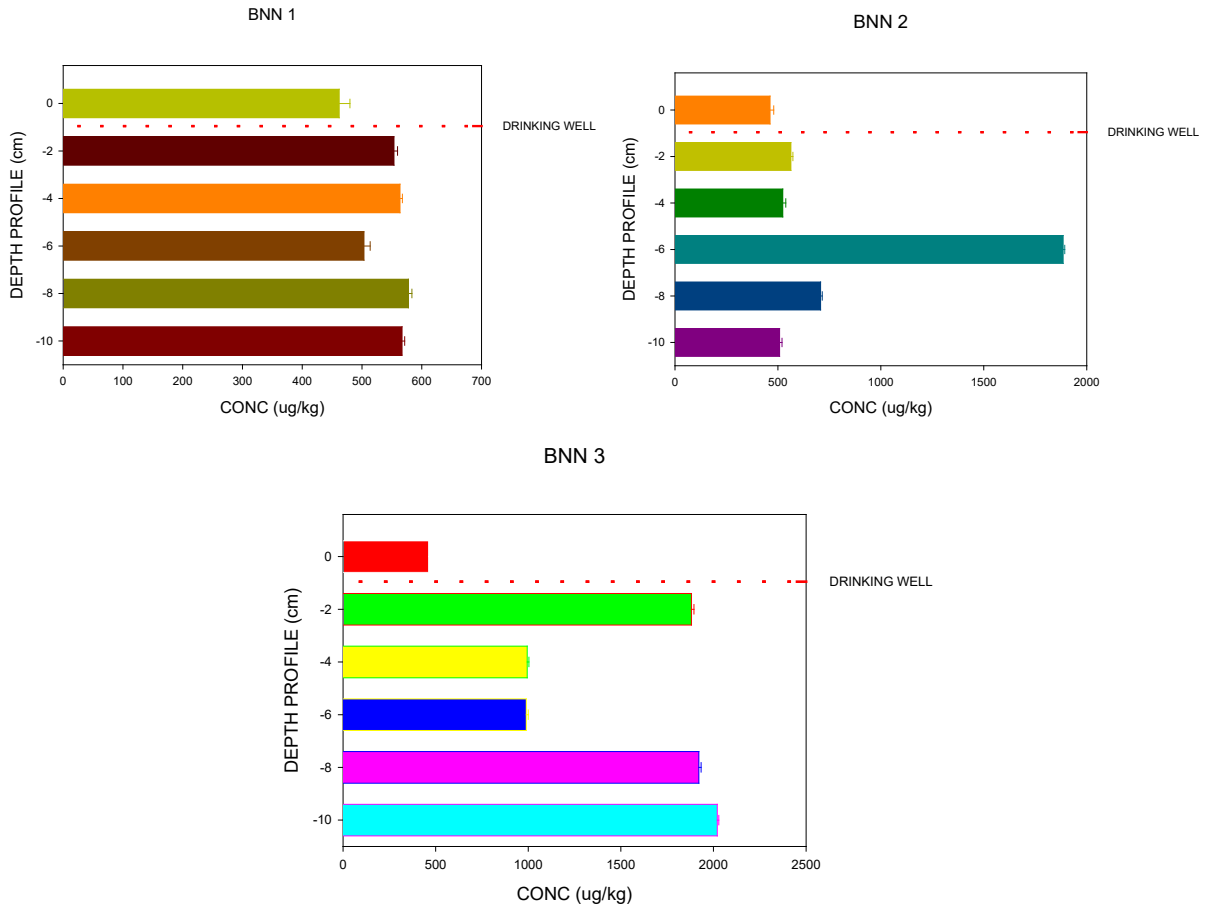 BNN 1
DEPTH PROFILE (cm)
0
-2
-4
-6
-8
-10
DRINKING WELL
0 100 200 300 400 500 600 700
CONC (ug/kg)
BNN 2
DEPTH PROFILE (cm)
0
-2
-4
-6
-8
-10
DRINKING WELL
0 500 1000 1500 2000
CONC (ug/kg)
BNN 3
DEPTH PROFILE (cm)
0
-2
-4
-6
-8
-10
DRINKING WELL
0 500 1000 1500 2000 2500
CONC (ug/kg)